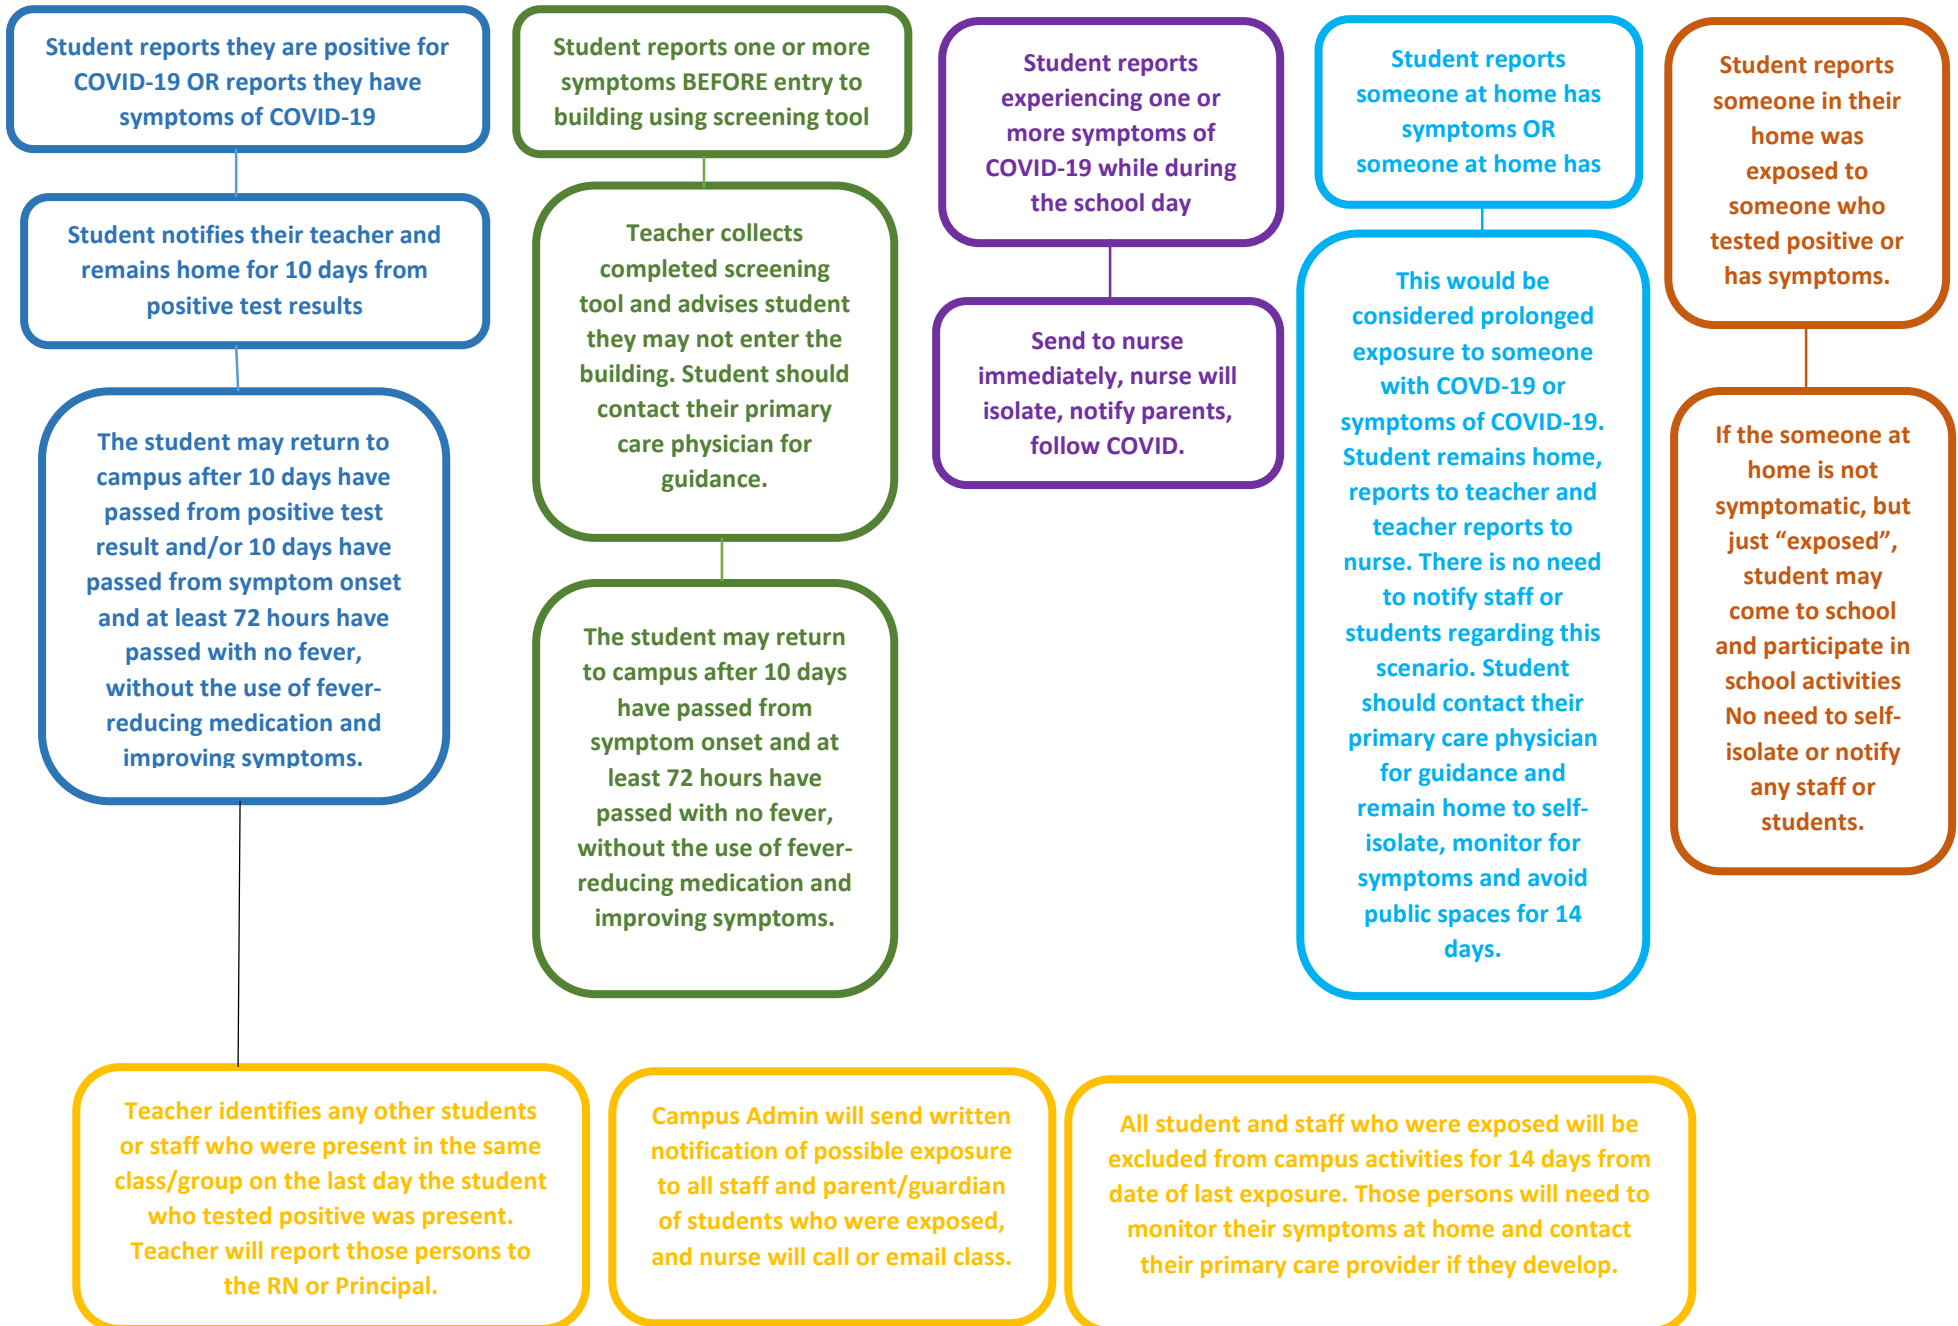 Student reports they are positive for
COVID-19 OR reports they have
symptoms of COVID-19
Student notifies their teacher and
remains home for 10 days from
positive test results
The student may return to
campus after 10 days have
passed from positive test
result and/or 10 days have
passed from symptom onset
and at least 72 hours have
passed with no fever,
without the use of fever-
reducing medication and
improving symptoms.
Student reports one or more
symptoms BEFORE entry to
building using screening tool
Teacher collects
completed screening
tool and advises student
they may not enter the
building. Student should
contact their primary
care physician for
guidance.
The student may return
to campus after 10 days
have passed from
symptom onset and at
least 72 hours have
passed with no fever,
without the use of fever-
reducing medication and
improving symptoms.
Student reports
experiencing one or
more symptoms of
COVID-19 while during
the school day
Send to nurse
immediately, nurse will
isolate, notify parents,
follow COVID.
Student reports
someone at home has
symptoms OR
someone at home has
This would be
considered prolonged
exposure to someone
with COVD-19 or
symptoms of COVID-19.
Student remains home,
reports to teacher and
teacher reports to
nurse. There is no need
to notify staff or
students regarding this
scenario. Student
should contact their
primary care physician
for guidance and
remain home to self-
isolate, monitor for
symptoms and avoid
public spaces for 14
days.
Student reports
someone in their
home was
exposed to
someone who
tested positive or
has symptoms.
If the someone at
home is not
symptomatic, but
just “exposed”,
student may
come to school
and participate in
school activities
No need to self-
isolate or notify
any staff or
students.
Teacher identifies any other students
or staff who were present in the same
class/group on the last day the student
who tested positive was present.
Teacher will report those persons to
the RN or Principal.
Campus Admin will send written
notification of possible exposure
to all staff and parent/guardian
of students who were exposed,
and nurse will call or email class.
All student and staff who were exposed will be
excluded from campus activities for 14 days from
date of last exposure. Those persons will need to
monitor their symptoms at home and contact
their primary care provider if they develop.